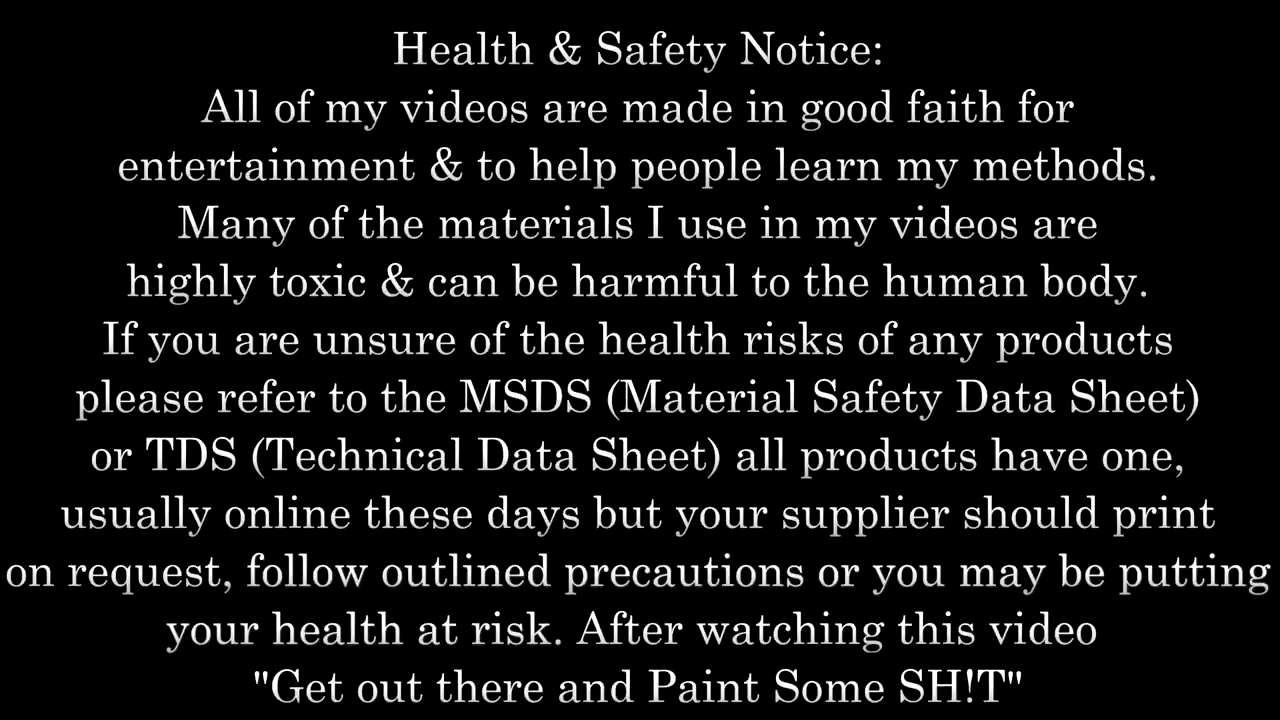 Health & Safety Notice:
All of my videos are made in good faith for
entertainment & to help people learn my methods.
Many of the materials I use in my videos are
highly toxic & can be harmful to the human body.
If you are unsure of the health risks of any products
please refer to the MSDS (Material Safety Data Sheet)
or TDS (Technical Data Sheet) all products have one,
usually online these days but your supplier should print
on request, follow outlined precautions or you may be putting
your health at risk. After watching this video
"Get out there and Paint Some SH!T"